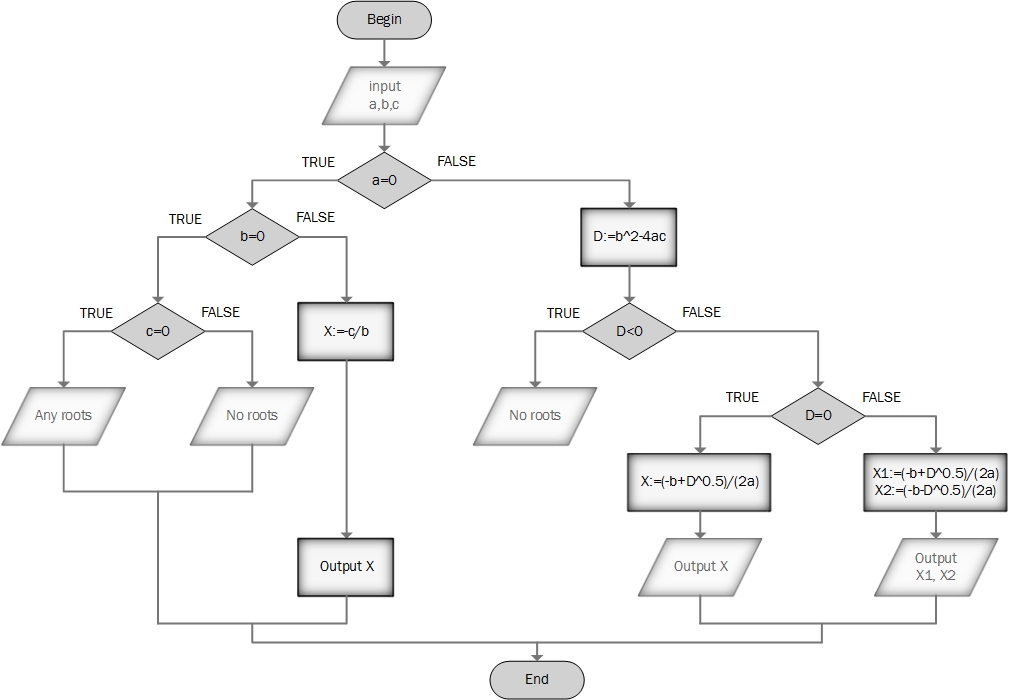 Begin
input
a,b,c
TRUE
FALSE
a=0
TRUE
FALSE
b=0
D:=b^2-4ac
TRUE
FALSE
c=0
X:=-c/b
TRUE
FALSE
D<0
Any roots
No roots
No roots
TRUE
FALSE
D=0
X:=(-b+D^0.5)/(2a)
X1:=(-b+D^0.5)/(2a)
X2:=(-b-D^0.5)/(2a)
Output X
Output X
Output
X1, X2
End